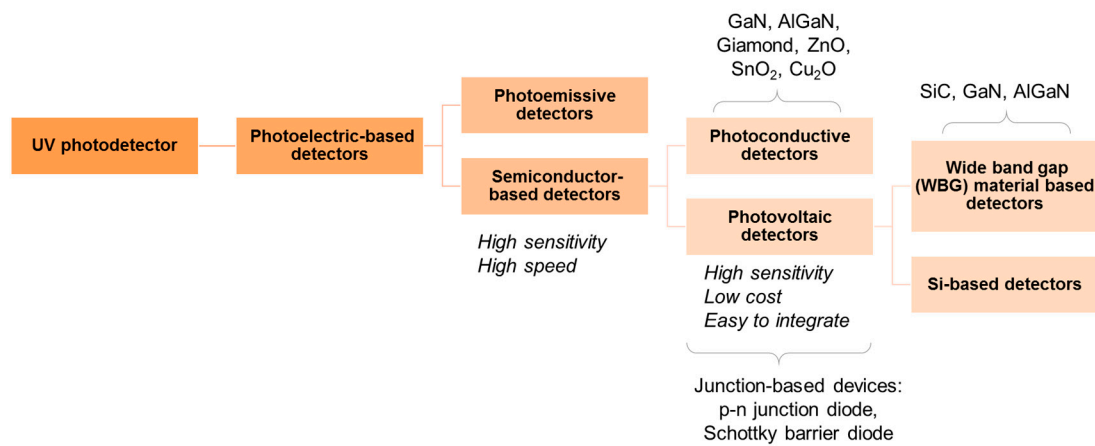 UV photodetector
Photoelectric-based
detectors
Photoemissive
detectors
Semiconductor-
based detectors
High sensitivity
High speed
GaN, AlGaN,
Giamond, ZnO,
SnO₂, Cu₂O
Photoconductive
detectors
Photovoltaic
detectors
High sensitivity
Low cost
Easy to integrate
Junction-based devices:
p-n junction diode,
Schottky barrier diode
SiC, GaN, AlGaN
Wide band gap
(WBG) material based
detectors
Si-based detectors